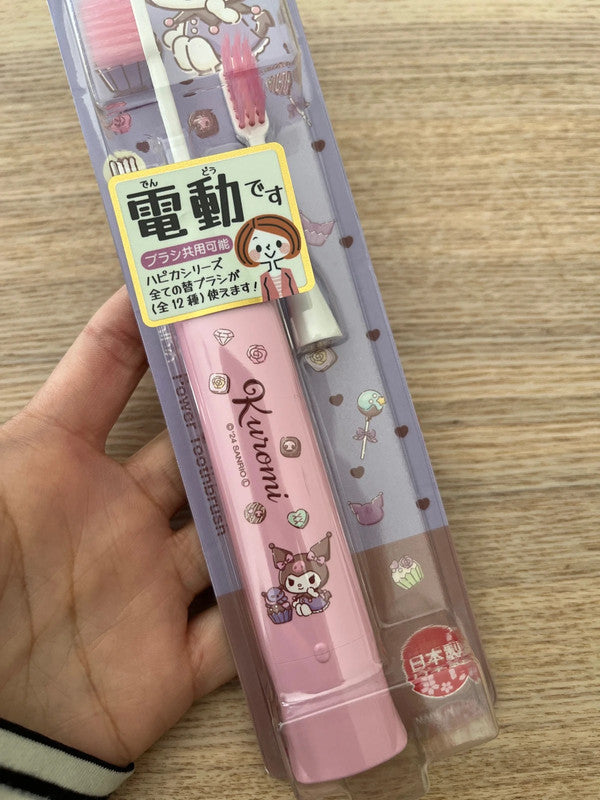 でん どう
電動です
ブラシ共用可能
ハピカシリーズ
全ての替ブラシが
(全12種)使えます!
Kuromi
© '24 SANRIO Ⓛ
Power Toothbrush
日本製